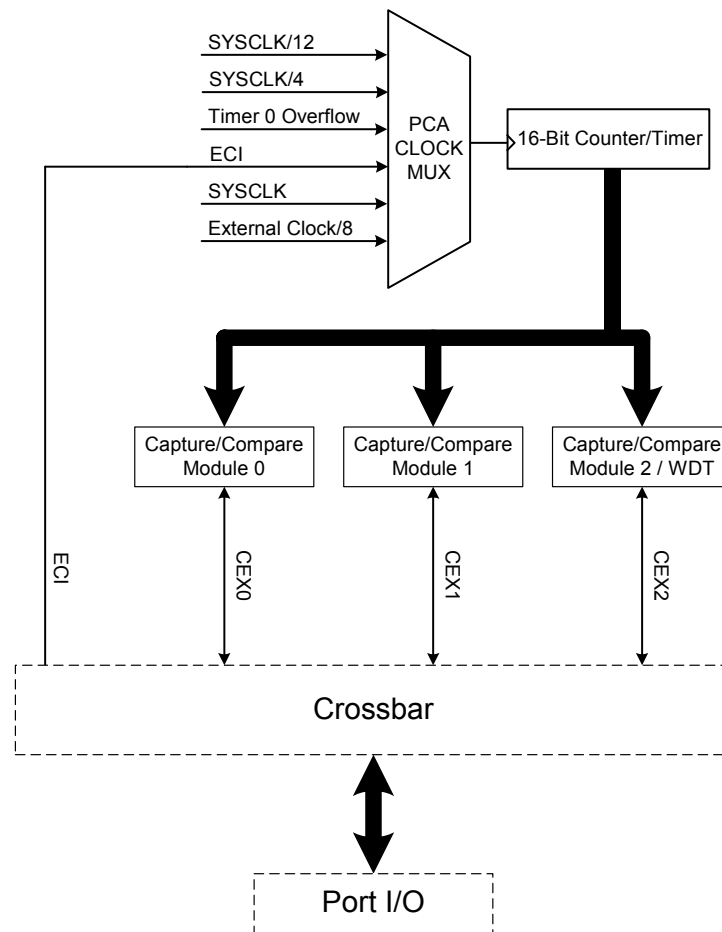 SYSCLK/12
SYSCLK/4
Timer 0 Overflow
ECI
SYSCLK
External Clock/8
PCA
CLOCK
MUX
16-Bit Counter/Timer
Capture/Compare
Module 0
Capture/Compare
Module 1
Capture/Compare
Module 2 / WDT
ECI
CEX0
CEX1
CEX2
Crossbar
Port I/O